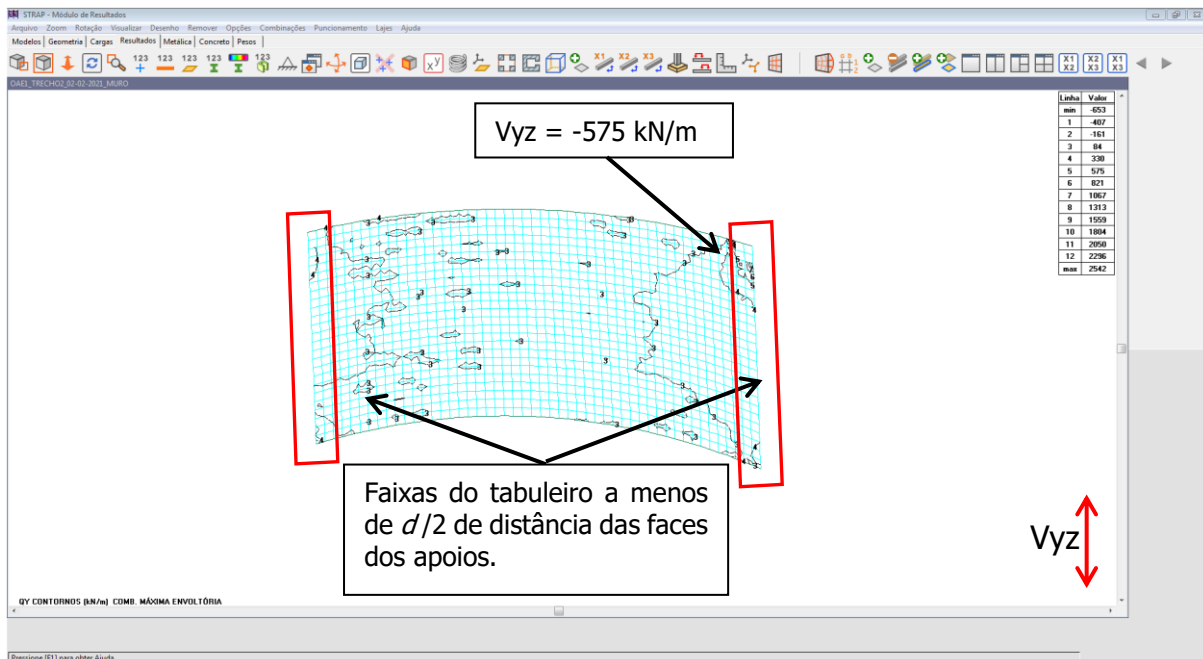 STRAP - Módulo de Resultados
Arquivo Zoom Rotação Visualizar Desenho Remover Opções Combinações Puncionamento Lajes Ajuda
Modelos Geometria Cargas Resultados Metálica Concreto Pesos
OAE1_TRECHO2_02-02-2021_MURO
Linha Valor
min -653
1 -407
2 -161
3 84
4 330
5 575
6 821
7 1067
8 1313
9 1559
10 1804
11 2050
12 2296
max 2542
Vyz = -575 kN/m
Faixas do tabuleiro a menos
de d/2 de distância das faces
dos apoios.
Vyz
QY CONTORNOS (kN/m) COMB. MÁXIMA ENVOLTÓRIA
Pressione [F1] para obter Ajuda